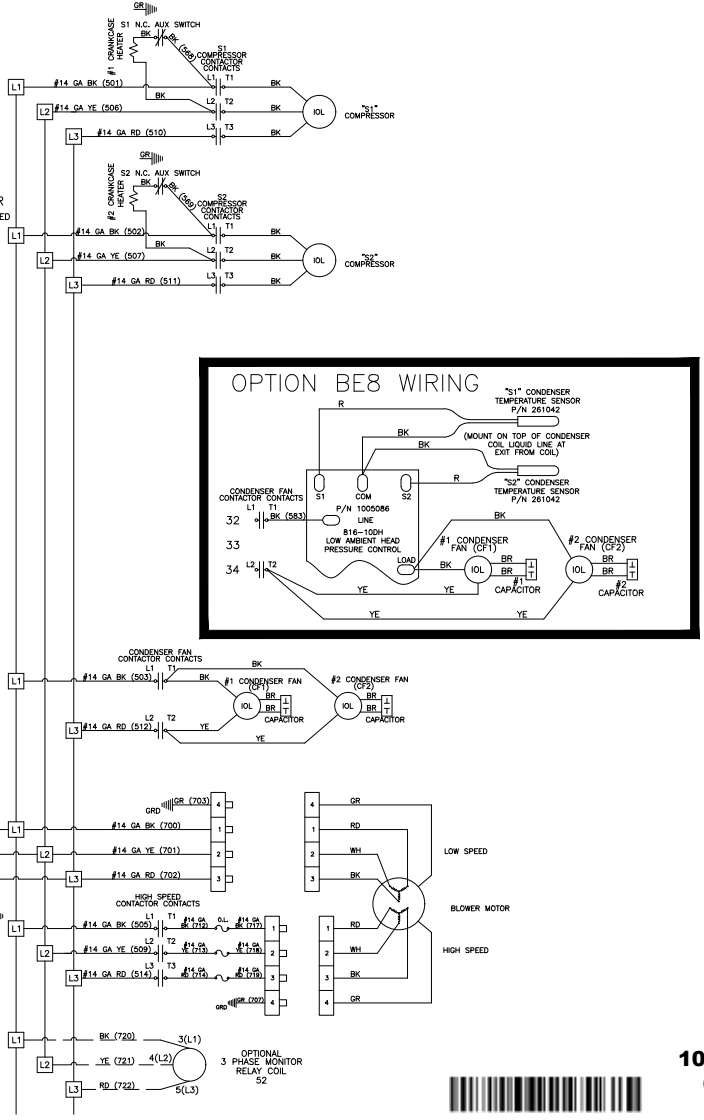 GR
S1 N.C. AUX SWITCH
BK
BK (568)
#1 CRANKCASE
HEATER
S1
COMPRESSOR
CONTACTOR
CONTACTS
L1
#14 GA BK (501)
L1 T1
BK
BK
L2
#14 GA YE (506)
L2 T2
BK
IOL
"S1"
COMPRESSOR
L3
#14 GA RD (510)
L3 T3
BK
GR
S2 N.C. AUX SWITCH
BK
BK (569)
#2 CRANKCASE
HEATER
S2
COMPRESSOR
CONTACTOR
CONTACTS
R
ED
L1
#14 GA BK (502)
L1 T1
BK
BK
L2
#14 GA YE (507)
L2 T2
BK
IOL
"S2"
COMPRESSOR
L3
#14 GA RD (511)
L3 T3
BK
OPTION BE8 WIRING
"S1" CONDENSER
TEMPERATURE SENSOR
P/N 261042
R
BK
(MOUNT ON TOP OF CONDENSER
COIL LIQUID LINE AT
EXIT FROM COIL)
BK
R
"S2" CONDENSER
TEMPERATURE SENSOR
P/N 261042
S1 COM S2
CONDENSER FAN
CONTACTOR CONTACTS
L1 T1
32
BK (583)
P/N 1005086
LINE
816-10DH
LOW AMBIENT HEAD
PRESSURE CONTROL
33
34
L2 T2
LOAD
BK
BK
#1 CONDENSER
FAN (CF1)
IOL
BR
BR
#1
CAPACITOR
#2 CONDENSER
FAN (CF2)
IOL
BR
BR
#2
CAPACITOR
YE YE
YE YE
CONDENSER FAN
CONTACTOR CONTACTS
L1
#14 GA BK (503)
L1 T1
BK
BK
#1 CONDENSER FAN
(CF1)
IOL
BR
BR
CAPACITOR
#2 CONDENSER FAN
(CF2)
IOL
BR
BR
CAPACITOR
L3
#14 GA RD (512)
L2 T2
YE
YE
GRD
GR (703)
4
4
GR
L1
#14 GA BK (700)
1
1
RD
L2
#14 GA YE (701)
2
2
WH
LOW SPEED
L3
#14 GA RD (702)
3
3
BK
HIGH SPEED
CONTACTOR CONTACTS
BLOWER MOTOR
L1
#14 GA BK (505)
L1 T1
#14 GA
BK (712)
O.L.
#14 GA
BK (717)
1
1
RD
L2
#14 GA YE (509)
L2 T2
#14 GA
YE (713)
#14 GA
YE (718)
2
2
WH
HIGH SPEED
L3
#14 GA RD (514)
L3 T3
#14 GA
RD (714)
#14 GA
RD (719)
3
3
BK
GRD
GR (707)
4
4
GR
L1
BK (720)
3(L1)
L2
YE (721)
4(L2)
L3
RD (722)
5(L3)
OPTIONAL
3 PHASE MONITOR
RELAY COIL
52
10